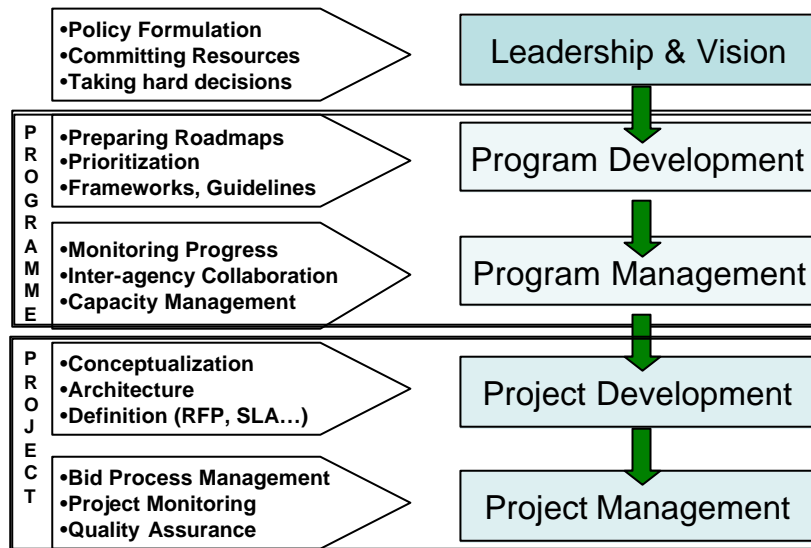 •Policy Formulation
•Committing Resources
•Taking hard decisions
Leadership & Vision
PROGRAMME
•Preparing Roadmaps
•Prioritization
•Frameworks, Guidelines
Program Development
•Monitoring Progress
•Inter-agency Collaboration
•Capacity Management
Program Management
PROJECT
•Conceptualization
•Architecture
•Definition (RFP, SLA…)
Project Development
•Bid Process Management
•Project Monitoring
•Quality Assurance
Project Management